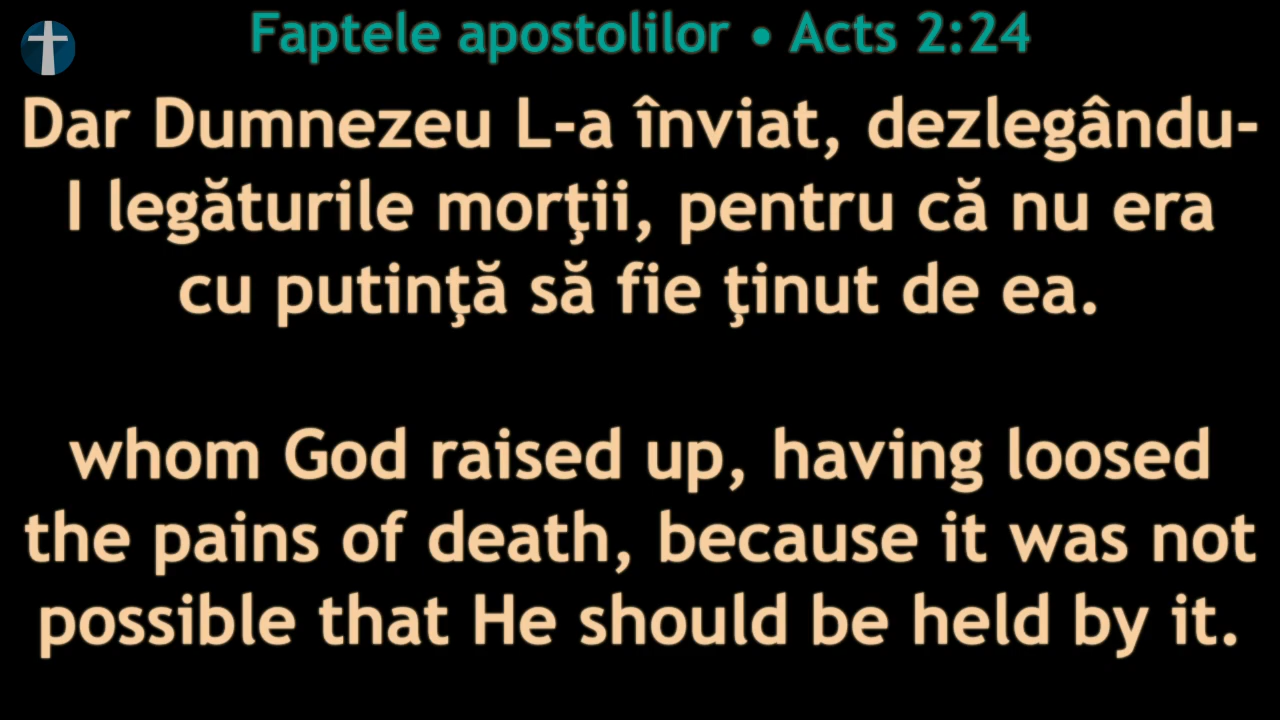 Faptele apostolilor • Acts 2:24
Dar Dumnezeu L-a înviat, dezlegându-
I legăturile morţii, pentru că nu era
cu putinţă să fie ţinut de ea.
whom God raised up, having loosed
the pains of death, because it was not
possible that He should be held by it.